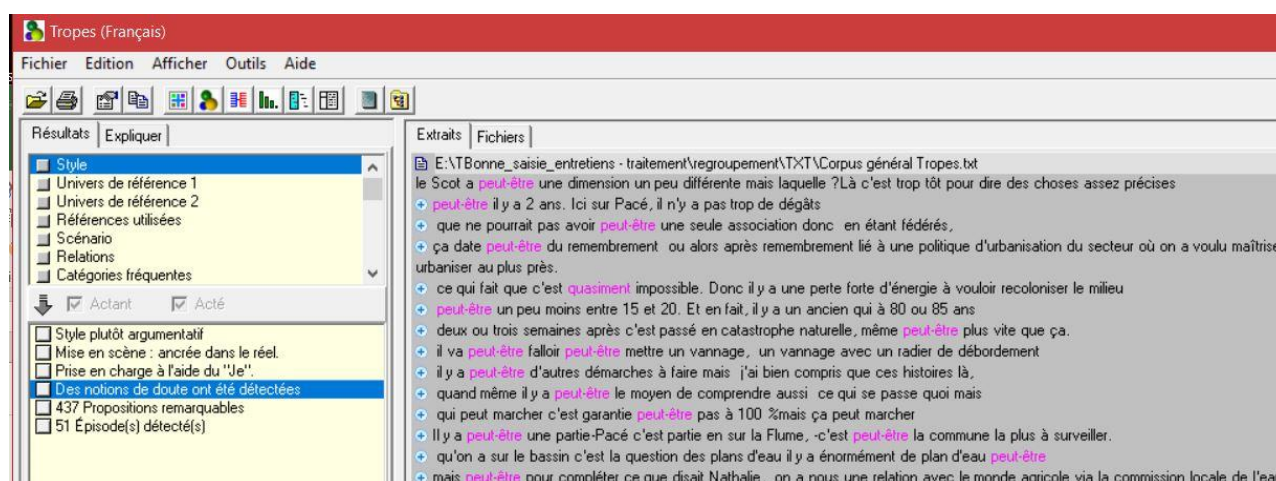 Tropes (Français)
Fichier Edition Afficher Outils Aide
Résultats Expliquer
Style
Univers de référence 1
Univers de référence 2
Références utilisées
Scénario
Relations
Catégories fréquentes
Actant Acté
Style plutôt argumentatif
Mise en scène : ancrée dans le réel.
Prise en charge à l'aide du "Je".
Des notions de doute ont été détectées
437 Propositions remarquables
51 Épisode(s) détecté(s)
Extraits Fichiers
E:\TBonne_saisie_entretiens - traitement\regroupement\TXT\Corpus général Tropes.txt
le Scot a peut-être une dimension un peu différente mais laquelle ?Là c'est trop tôt pour dire des choses assez précises
peut-être il y a 2 ans. Ici sur Pacé, il n'y a pas trop de dégâts
que ne pourrait pas avoir peut-être une seule association donc en étant fédérés,
ça date peut-être du remembrement ou alors après remembrement lié à une politique d'urbanisation du secteur où on a voulu maîtrise
urbaniser au plus près.
ce qui fait que c'est quasiment impossible. Donc il y a une perte forte d'énergie à vouloir recoloniser le milieu
peut-être un peu moins entre 15 et 20. Et en fait, il y a un ancien qui à 80 ou 85 ans
deux ou trois semaines après c'est passé en catastrophe naturelle, même peut-être plus vite que ça.
il va peut-être falloir peut-être mettre un vannage, un vannage avec un radier de débordement
il y a peut-être d'autres démarches à faire mais j'ai bien compris que ces histoires là,
quand même il y a peut-être le moyen de comprendre aussi ce qui se passe quoi mais
qui peut marcher c'est garantie peut-être pas à 100 %mais ça peut marcher
Il y a peut-être une partie-Pacé c'est partie en sur la Flume, -c'est peut-être la commune la plus à surveiller.
qu'on a sur le bassin c'est la question des plans d'eau il y a énormément de plan d'eau peut-être
mais peut-être pour compléter ce que disait Nathalie, on a nous une relation avec le monde agricole via la commission locale de l'ea